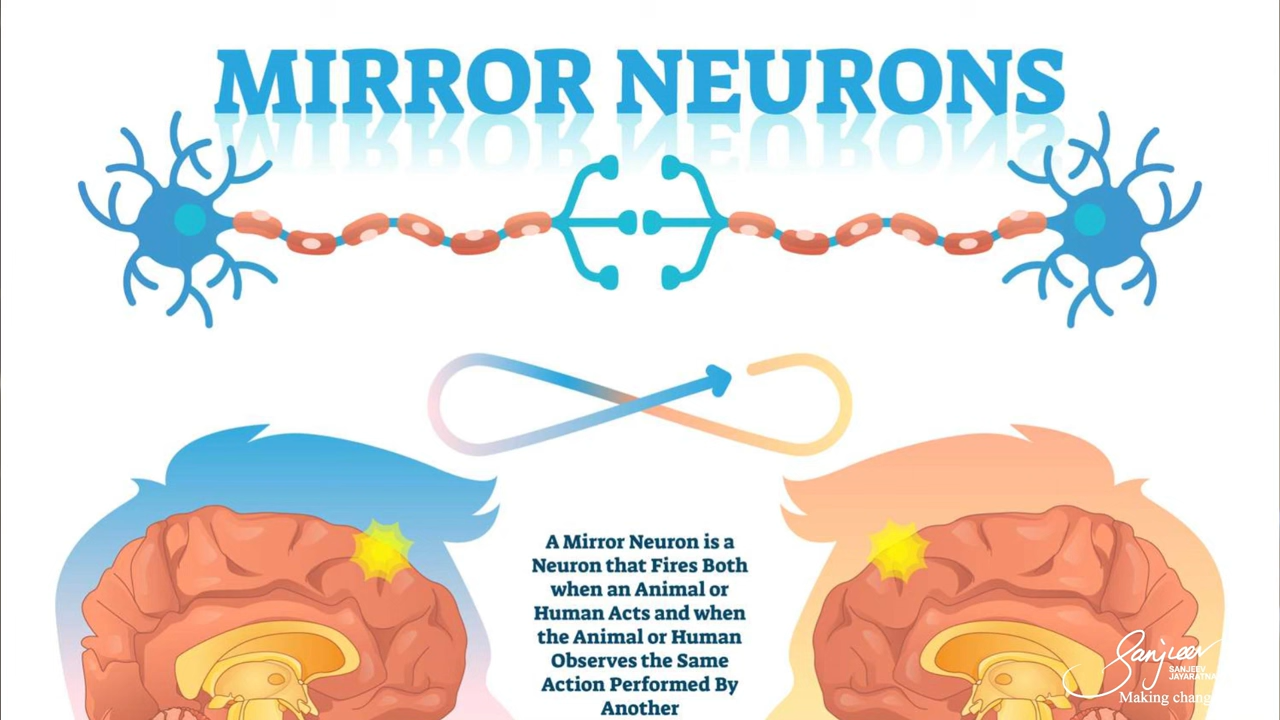 MIRROR NEURONS
A Mirror Neuron is a
Neuron that Fires Both
when an Animal or
Human Acts and when
the Animal or Human
Observes the Same
Action Performed By
Another
Sanjeev
SANJEEV
JAYARATNA
Making chang